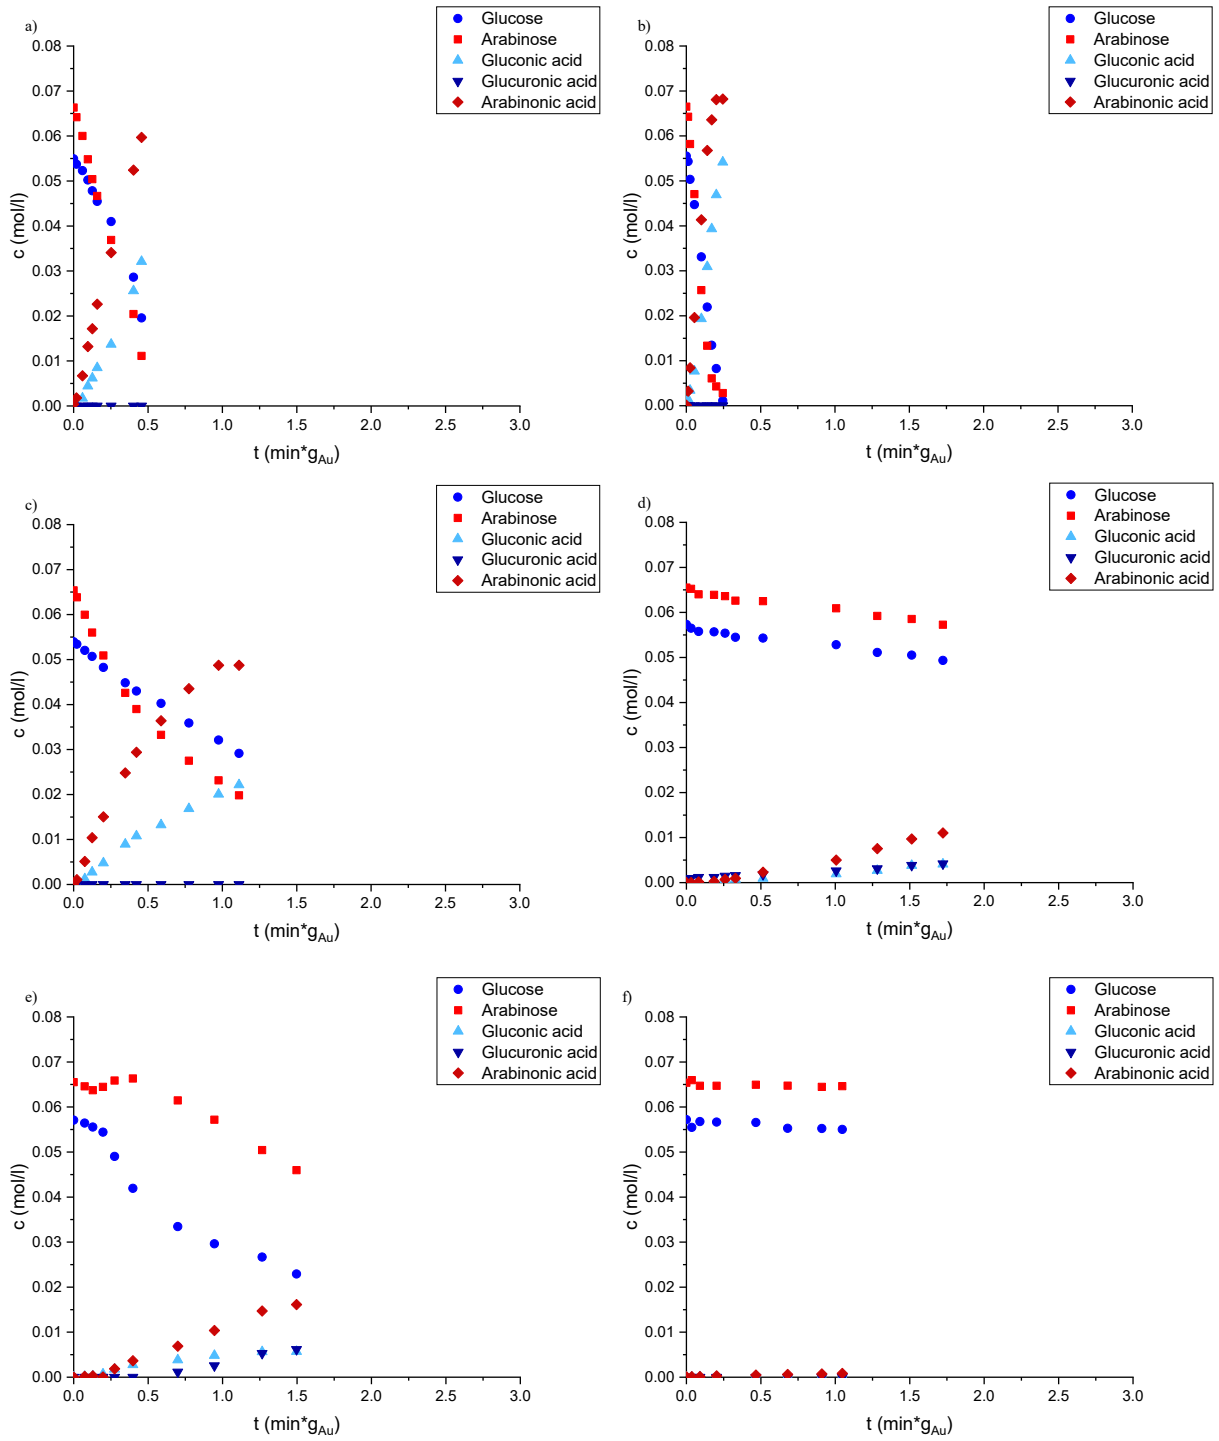 a)
Glucose
Arabinose
Gluconic acid
Glucuronic acid
Arabinonic acid
0.08
0.07
0.06
0.05
0.04
0.03
0.02
0.01
0.00
c (mol/l)
0.0 0.5 1.0 1.5 2.0 2.5 3.0
t (min*gAu)
b)
Glucose
Arabinose
Gluconic acid
Glucuronic acid
Arabinonic acid
0.08
0.07
0.06
0.05
0.04
0.03
0.02
0.01
0.00
c (mol/l)
0.0 0.5 1.0 1.5 2.0 2.5 3.0
t (min*gAu)
c)
Glucose
Arabinose
Gluconic acid
Glucuronic acid
Arabinonic acid
0.08
0.07
0.06
0.05
0.04
0.03
0.02
0.01
0.00
c (mol/l)
0.0 0.5 1.0 1.5 2.0 2.5 3.0
t (min*gAu)
d)
Glucose
Arabinose
Gluconic acid
Glucuronic acid
Arabinonic acid
0.08
0.07
0.06
0.05
0.04
0.03
0.02
0.01
0.00
c (mol/l)
0.0 0.5 1.0 1.5 2.0 2.5 3.0
t (min*gAu)
e)
Glucose
Arabinose
Gluconic acid
Glucuronic acid
Arabinonic acid
0.08
0.07
0.06
0.05
0.04
0.03
0.02
0.01
0.00
c (mol/l)
0.0 0.5 1.0 1.5 2.0 2.5 3.0
t (min*gAu)
f)
Glucose
Arabinose
Gluconic acid
Glucuronic acid
Arabinonic acid
0.08
0.07
0.06
0.05
0.04
0.03
0.02
0.01
0.00
c (mol/l)
0.0 0.5 1.0 1.5 2.0 2.5 3.0
t (min*gAu)